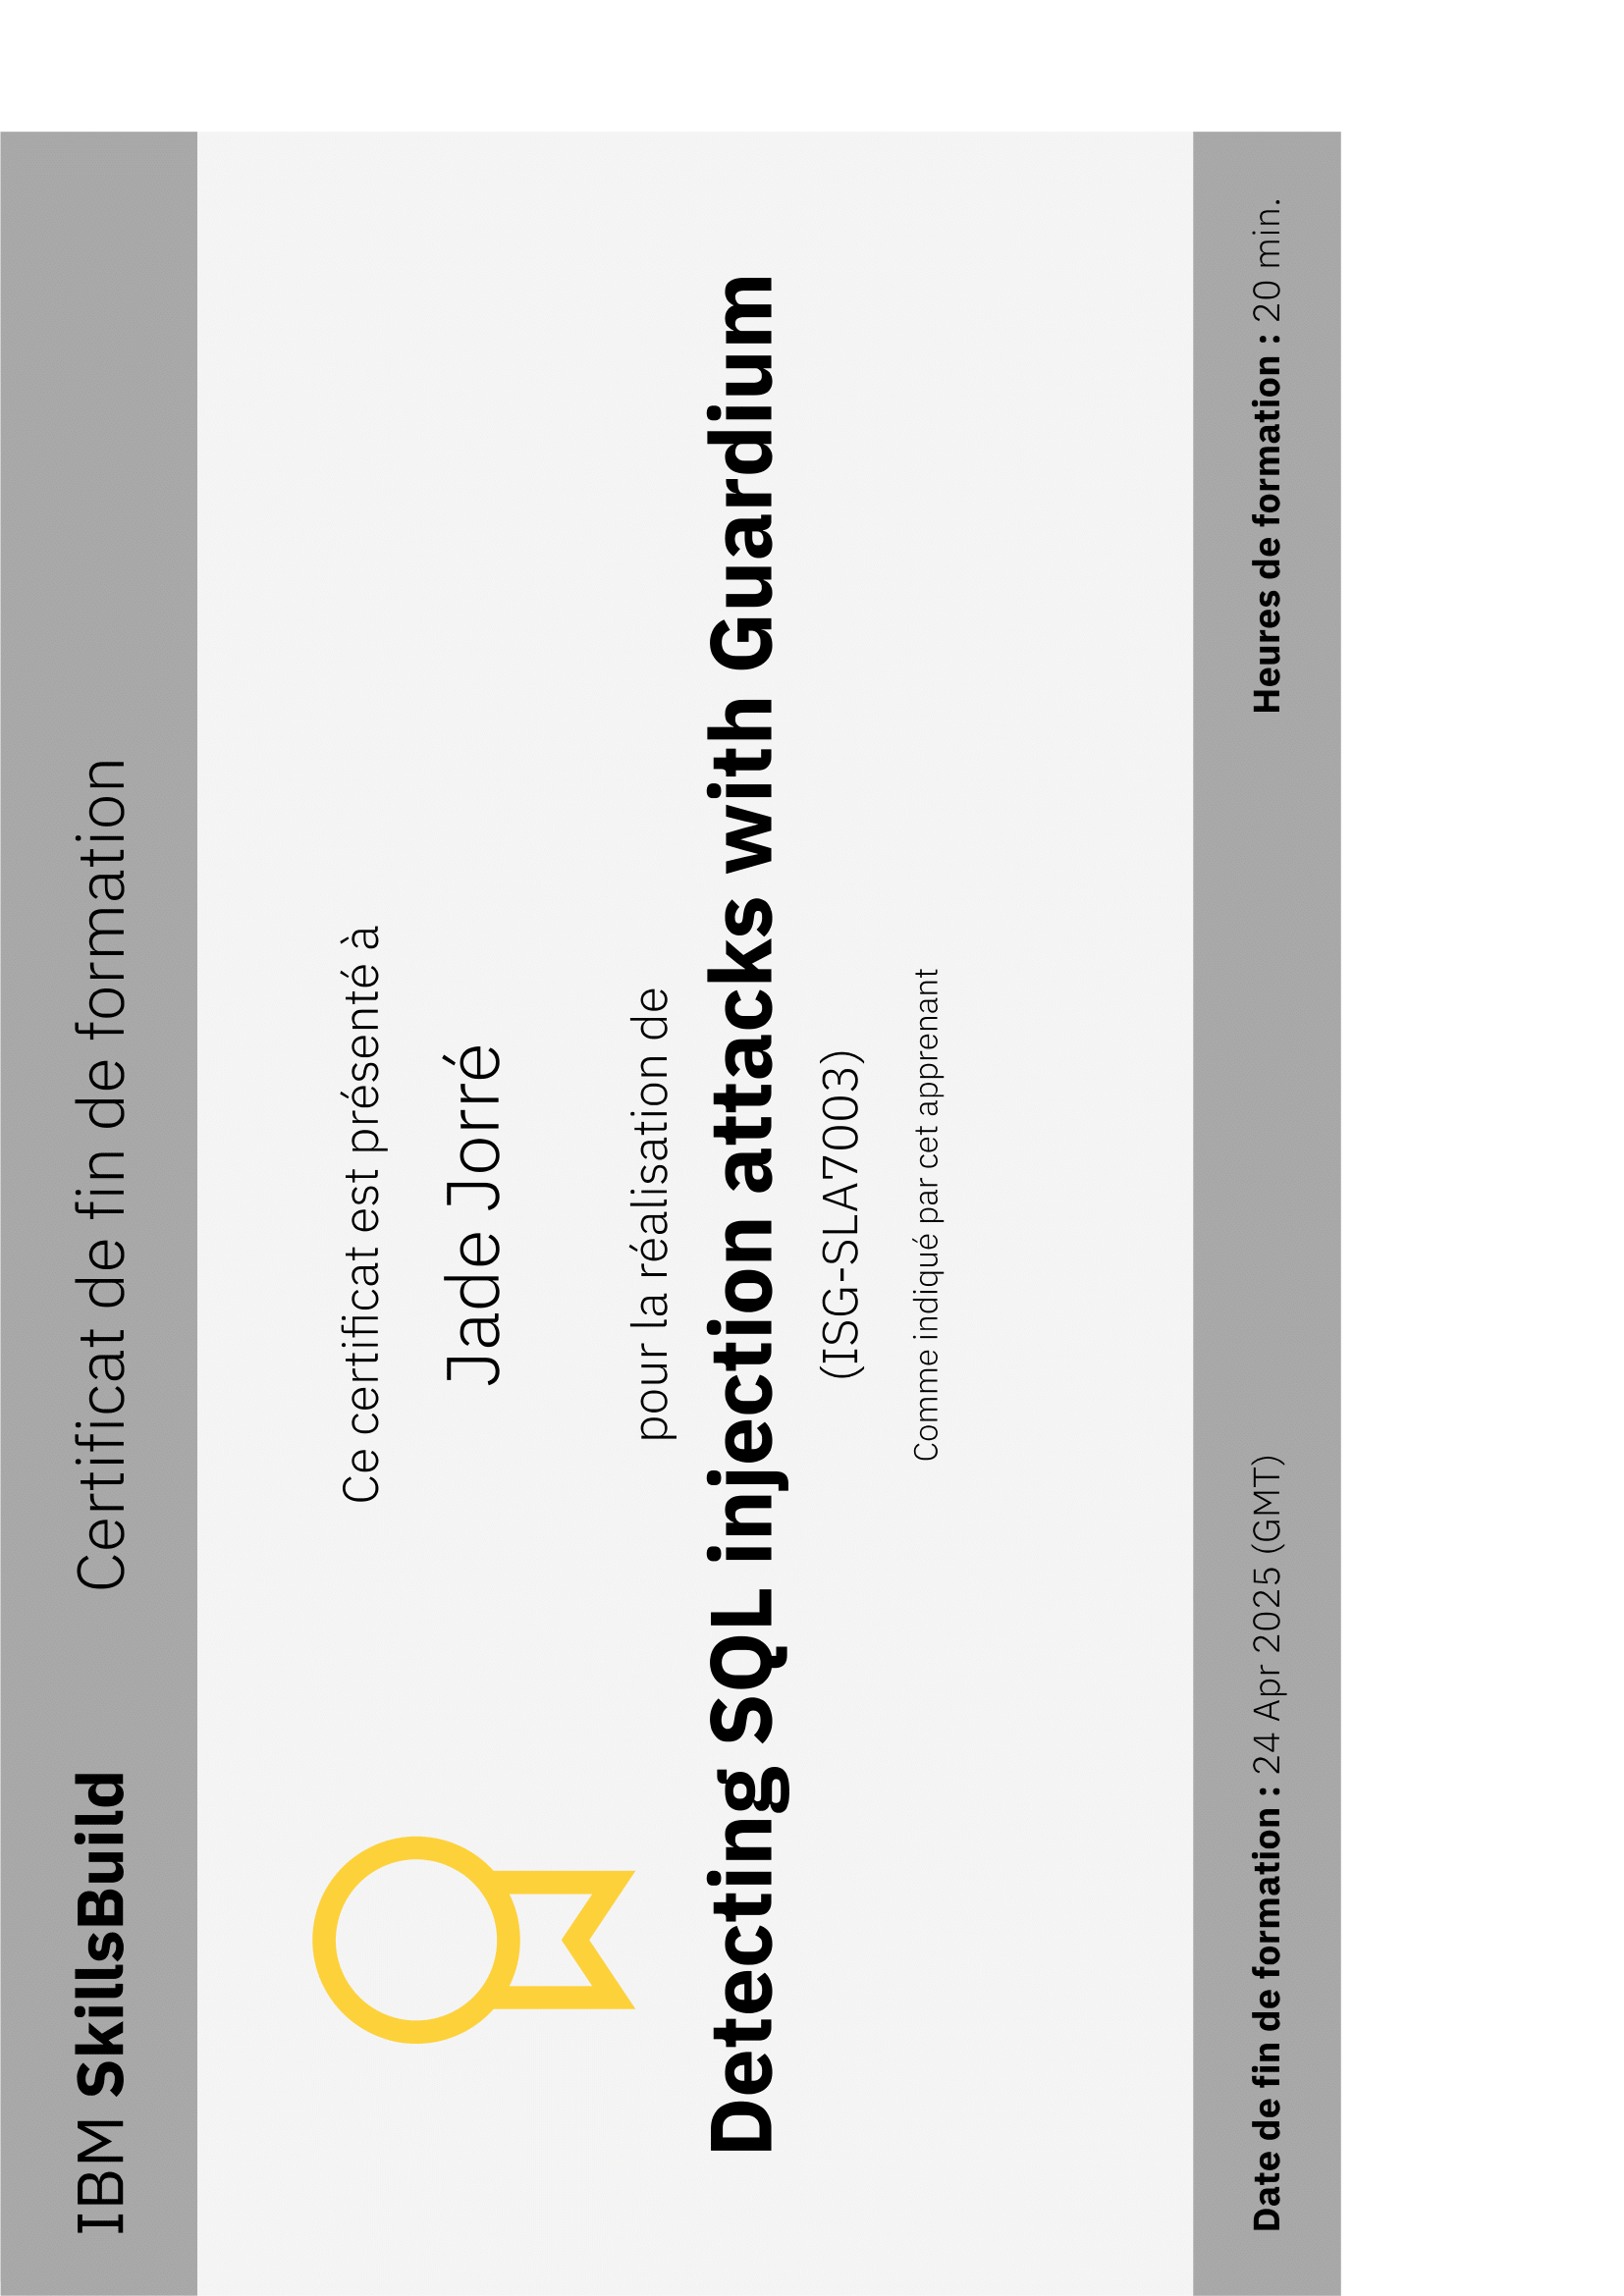 IBM SkillsBuild Certificat de fin de formation
Ce certificat est présenté à
Jade Jorré
pour la réalisation de
Detecting SQL injection attacks with Guardium
(ISG-SLA7003)
Comme indiqué par cet apprenant
Date de fin de formation : 24 Apr 2025 (GMT) Heures de formation : 20 min.